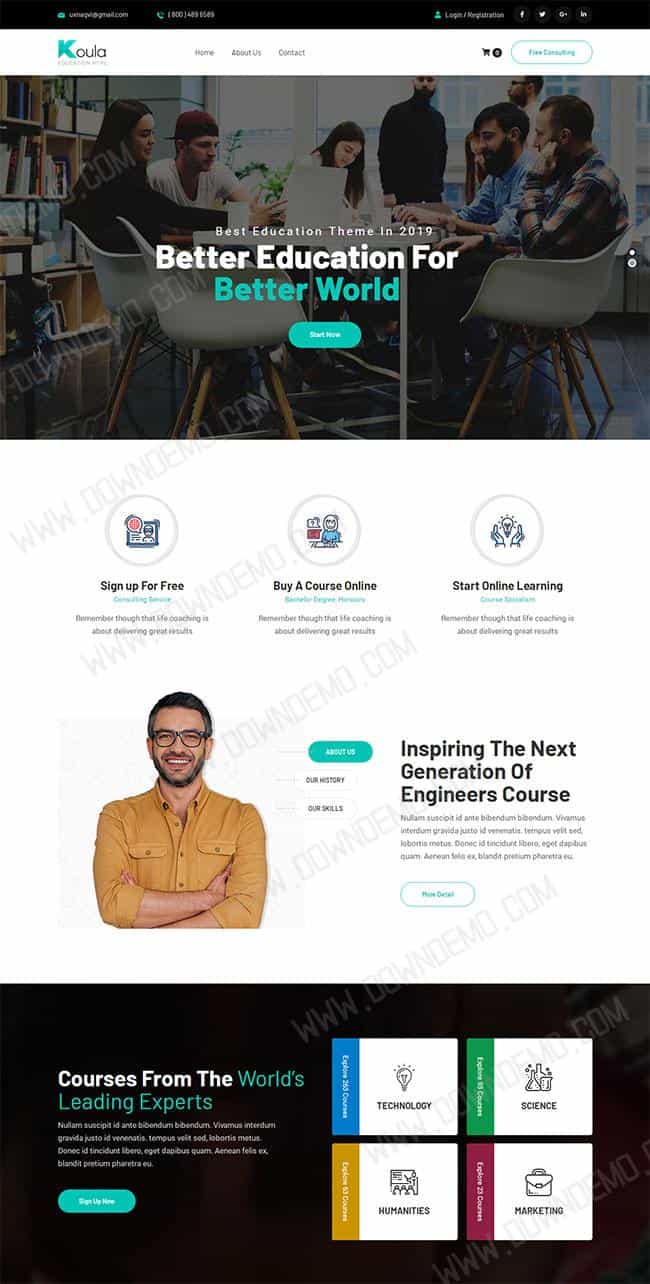 uxnaqvi@gmail.com
( 800 ) 489 6589
Login / Registration
Koula
EDUCATION HTML
Home
About Us
Contact
0
Free Consulting
Best Education Theme In 2019
Better Education For
Better World
Start Now
Sign up For Free
Consulting Service
Remember though that life coaching is
about delivering great results
Buy A Course Online
Bachelor Degree, Honours
Remember though that life coaching is
about delivering great results
Start Online Learning
Course Socialism
Remember though that life coaching is
about delivering great results
ABOUT US
OUR HISTORY
OUR SKILLS
Inspiring The Next
Generation Of
Engineers Course
Nullam suscipit id ante bibendum bibendum. Vivamus
interdum gravida justo id venenatis. tempus velit sed,
lobortis metus. Donec id tincidunt libero, eget dapibus
quam. Aenean felis ex, blandit pretium pharetra eu.
More Detail
Courses From The World's
Leading Experts
Nullam suscipit id ante bibendum bibendum. Vivamus interdum
gravida justo id venenatis. tempus velit sed, lobortis metus.
Donec id tincidunt libero, eget dapibus quam. Aenean felis ex,
blandit pretium pharetra eu.
Sign Up Now
Explore 265 Courses
TECHNOLOGY
Explore 95 Courses
SCIENCE
Explore 63 Courses
HUMANITIES
Explore 23 Courses
MARKETING
WWW.DOWNDEMO.COM